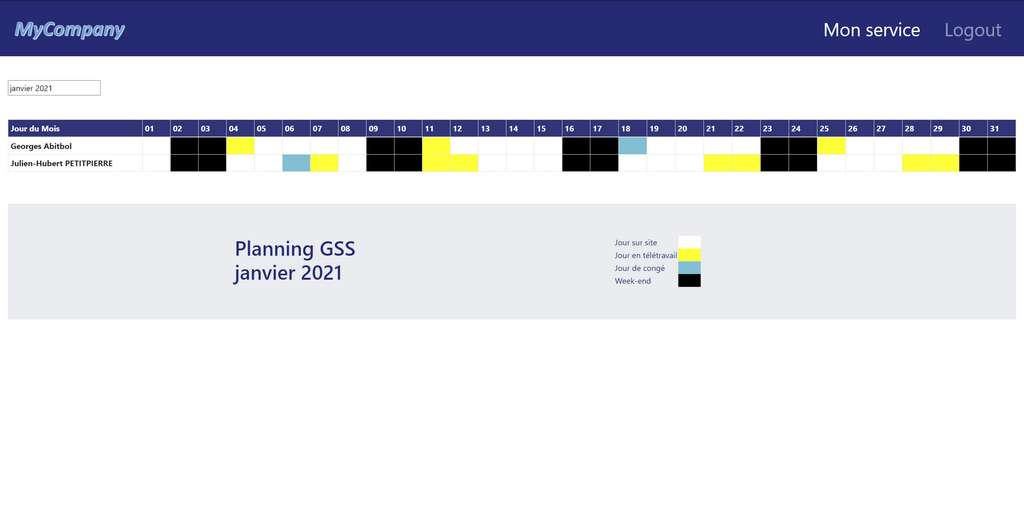 MyCompany
Mon service Logout
janvier 2021
Jour du Mois 01 02 03 04 05 06 07 08 09 10 11 12 13 14 15 16 17 18 19 20 21 22 23 24 25 26 27 28 29 30 31
Georges Abitbol
Julien-Hubert PETITPIERRE
Planning GSS
janvier 2021
Jour sur site
Jour en télétravail
Jour de congé
Week-end